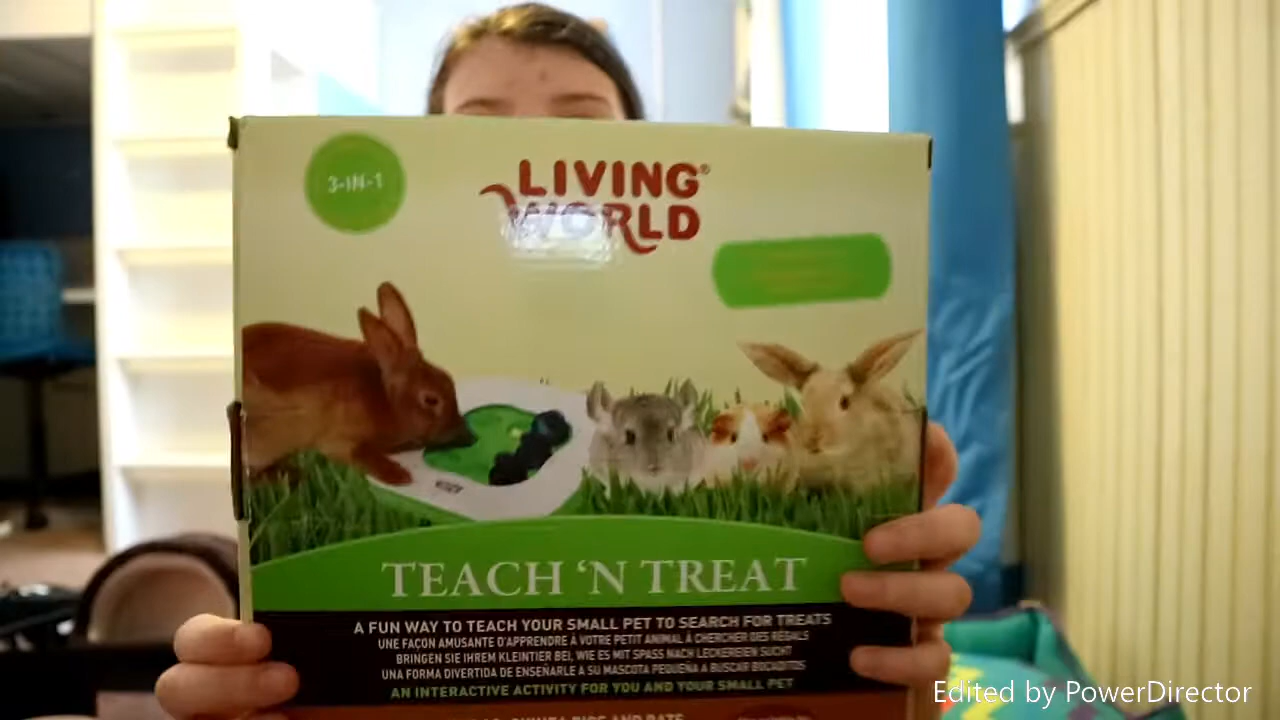 3-IN-1
LIVING®
WORLD
TEACH 'N TREAT
A FUN WAY TO TEACH YOUR SMALL PET TO SEARCH FOR TREATS
UNE FAÇON AMUSANTE D'APPRENDRE À VOTRE PETIT ANIMAL À CHERCHER DES RÉGALS
BRINGEN SIE IHREM KLEINTIER BEI, WIE ES MIT SPASS NACH LECKEREIEN SUCHT
UNA FORMA DIVERTIDA DE ENSEÑARLE A SU MASCOTA PEQUEÑA A BUSCAR BOCADITOS
AN INTERACTIVE ACTIVITY FOR YOU AND YOUR SMALL PET
AND RATS
Edited by PowerDirector